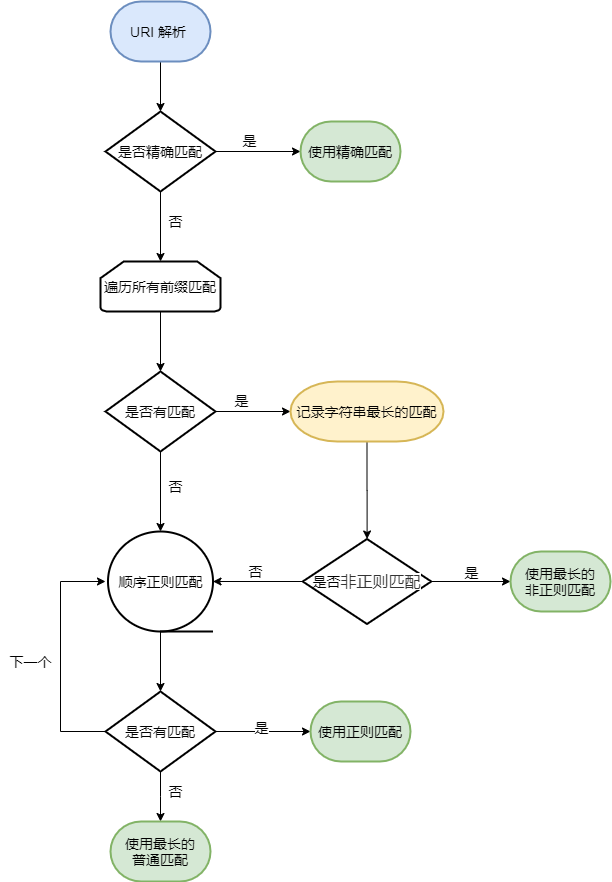 URI 解析
是否精确匹配
是
使用精确匹配
否
遍历所有前缀匹配
是否有匹配
是
记录字符串最长的匹配
否
顺序正则匹配
否
是否非正则匹配
是
使用最长的
非正则匹配
下一个
是否有匹配
是
使用正则匹配
否
使用最长的
普通匹配